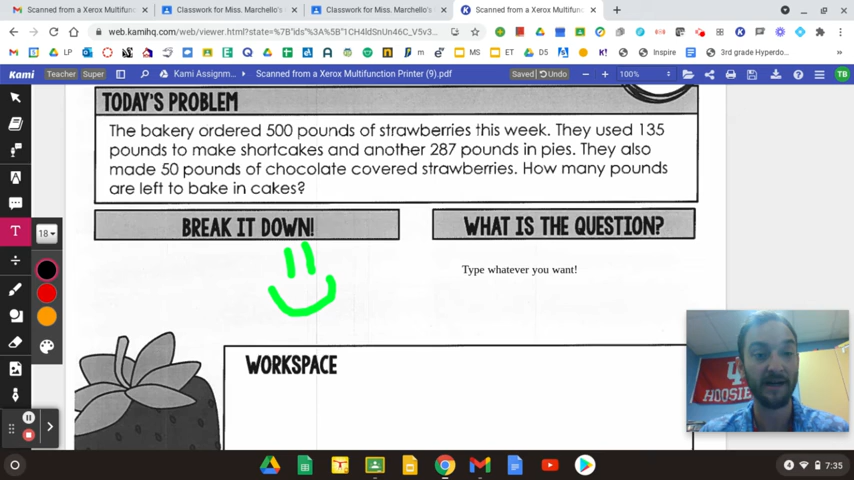 Scanned from a Xerox Multifunc
Classwork for Miss. Marchello's
Classwork for Miss. Marchello's
Scanned from a Xerox Multifunct
web.kamihq.com/web/viewer.html?state=%7B"ids"%3A%5B"1CH4ldSnUn46C_V5v3...
LP
K
m
e
MS
ET
D5
K!
Inspire
3rd grade Hyperdo...
Kami
Teacher
Super
Kami Assignm...
Scanned from a Xerox Multifunction Printer (9).pdf
Saved
Undo
100%
TB
TODAY'S PROBLEM
The bakery ordered 500 pounds of strawberries this week. They used 135
pounds to make shortcakes and another 287 pounds in pies. They also
made 50 pounds of chocolate covered strawberries. How many pounds
are left to bake in cakes?
BREAK IT DOWN!
WHAT IS THE QUESTION?
18
Type whatever you want!
WORKSPACE
HOOSIE
4
7:35